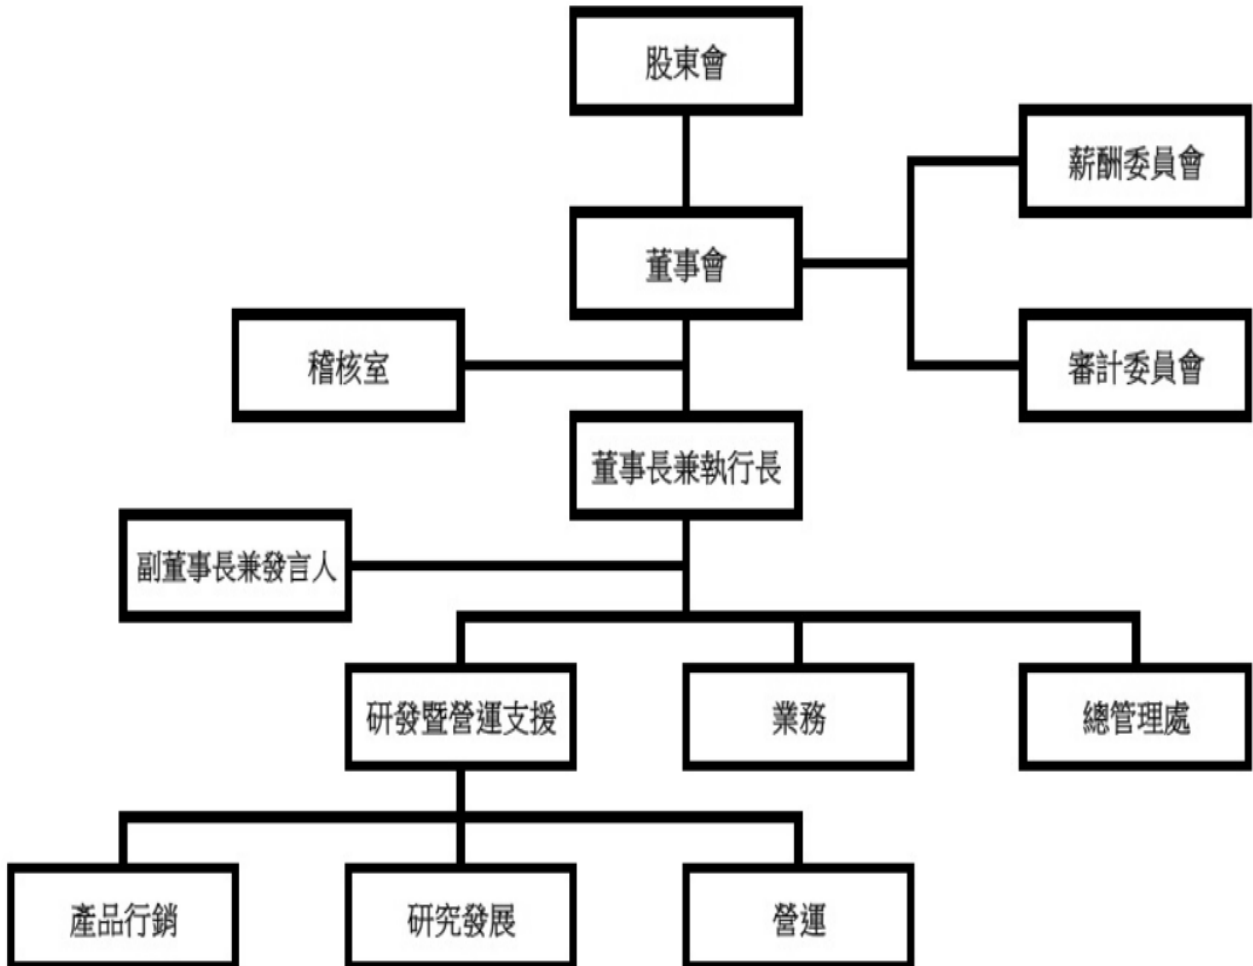 股東會
薪酬委員會
董事會
稽核室
審計委員會
董事長兼執行長
副董事長兼發言人
研發暨營運支援
業務
總管理處
產品行銷
研究發展
營運